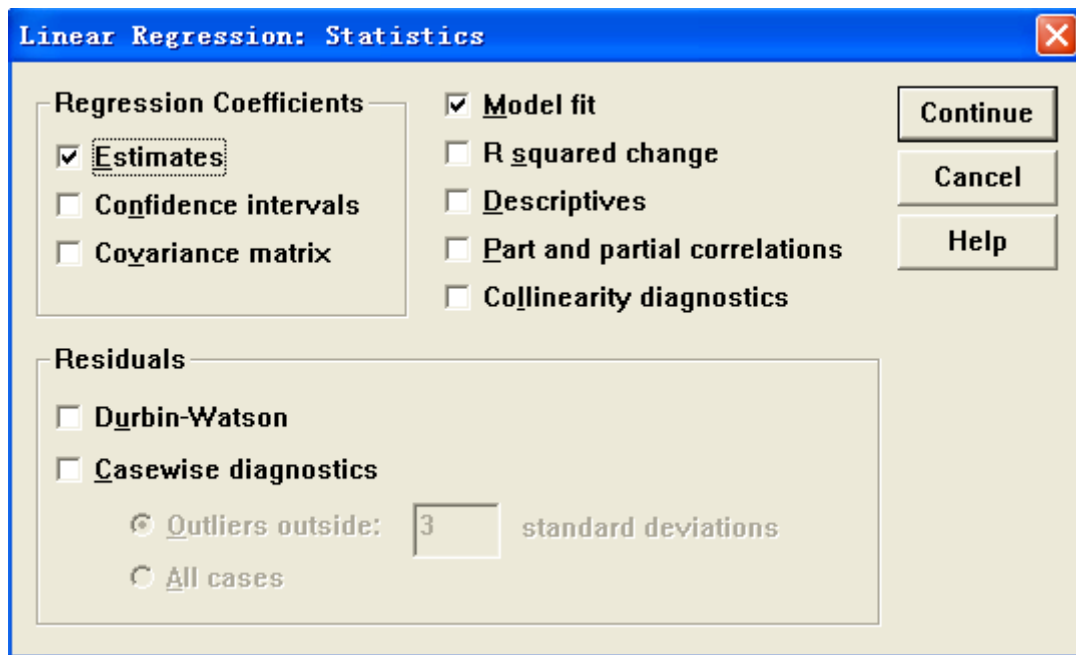 Linear Regression: Statistics
Regression Coefficients
Estimates
Confidence intervals
Covariance matrix
Model fit
R squared change
Descriptives
Part and partial correlations
Collinearity diagnostics
Continue
Cancel
Help
Residuals
Durbin-Watson
Casewise diagnostics
Outliers outside: 3 standard deviations
All cases